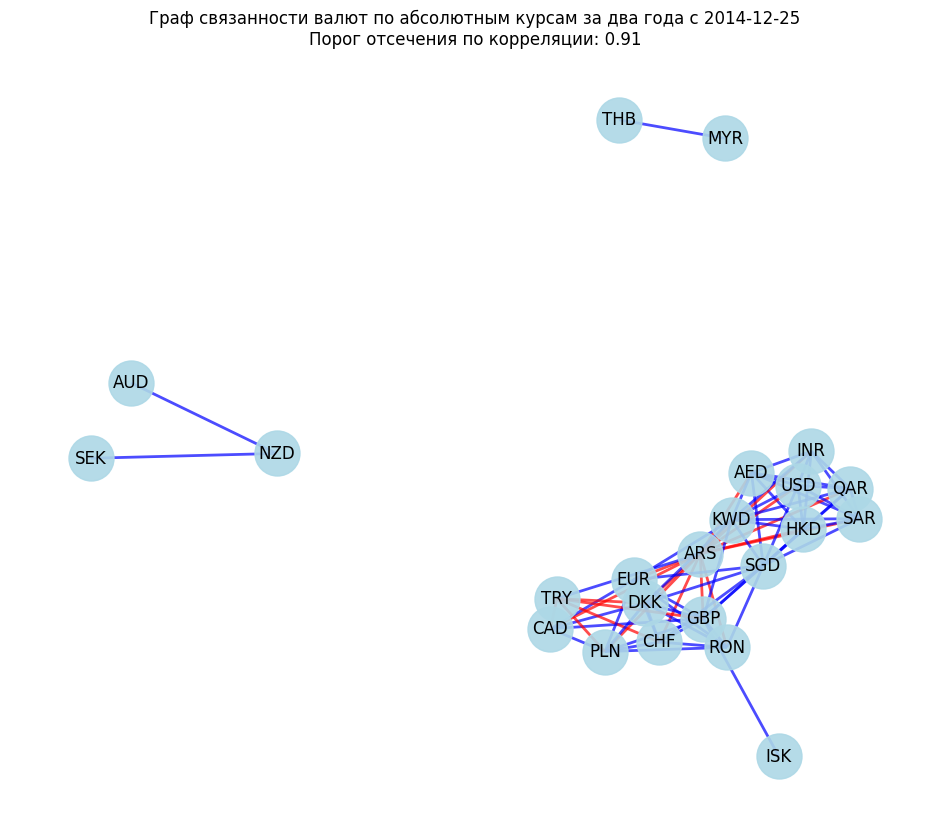 Граф связанности валют по абсолютным курсам за два года с 2014-12-25
Порог отсечения по корреляции: 0.91
THB
MYR
AUD
SEK
NZD
INR
AED
USD
QAR
KWD
HKD
SAR
ARS
SGD
EUR
TRY
DKK
CAD
GBP
CHF
RON
PLN
ISK